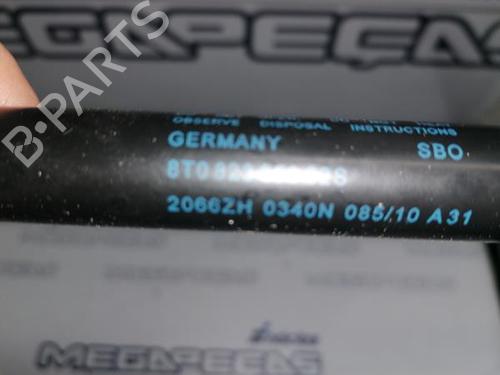 MEGAPEÇAS
OBSERVE DISPOSAL INSTRUCTIONS
GERMANY SBO
2066ZH 0340N 085/10 A31
B-PARTS
MEGAPEÇAS